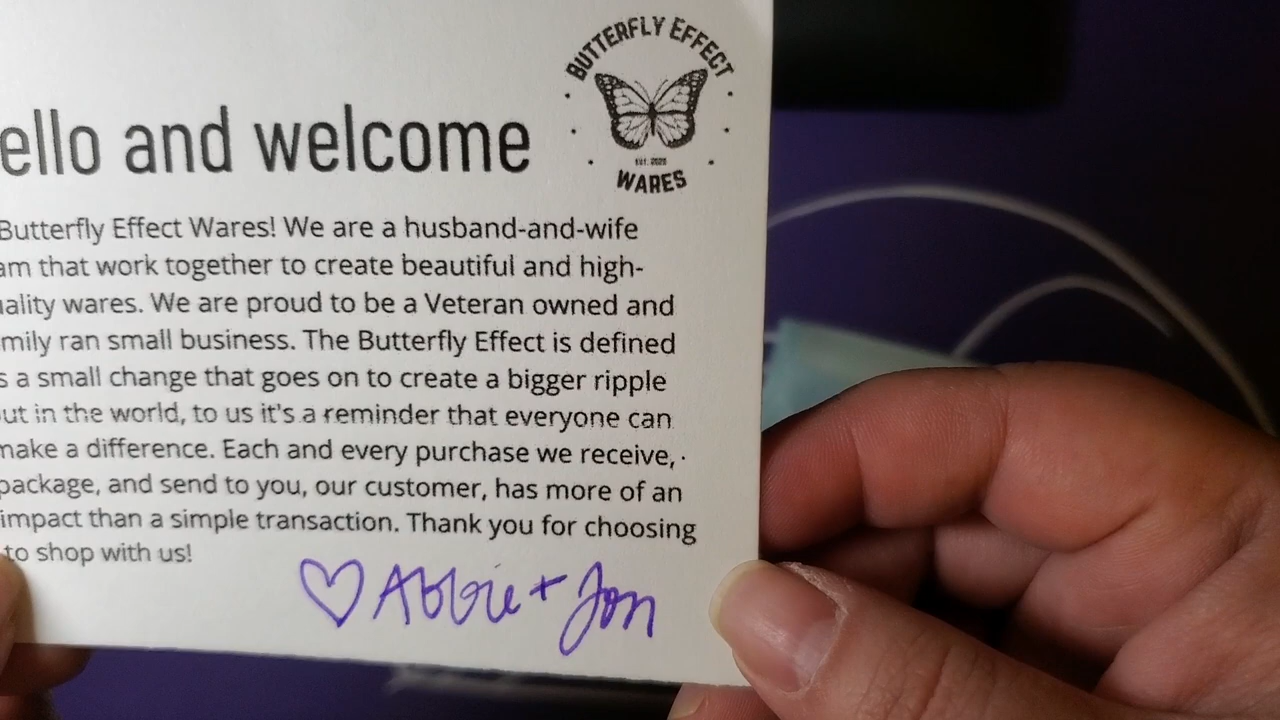 BUTTERFLY EFFECT
EST. 2020
WARES
ello and welcome
Butterfly Effect Wares! We are a husband-and-wife
am that work together to create beautiful and high-
ality wares. We are proud to be a Veteran owned and
mily ran small business. The Butterfly Effect is defined
s a small change that goes on to create a bigger ripple
ut in the world, to us it's a reminder that everyone can
make a difference. Each and every purchase we receive,
package, and send to you, our customer, has more of an
impact than a simple transaction. Thank you for choosing
to shop with us!
♡ Abbie + Jon